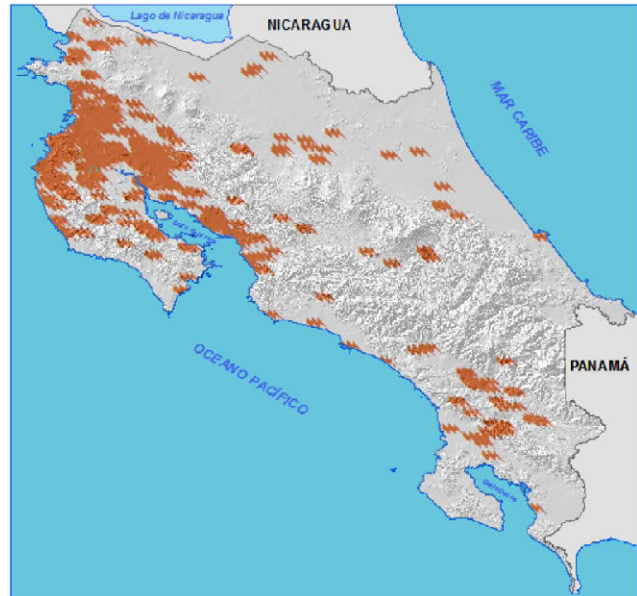 Lago de Nicaragua
NICARAGUA
MAR CARIBE
OCEANO PACÍFICO
PANAMÁ